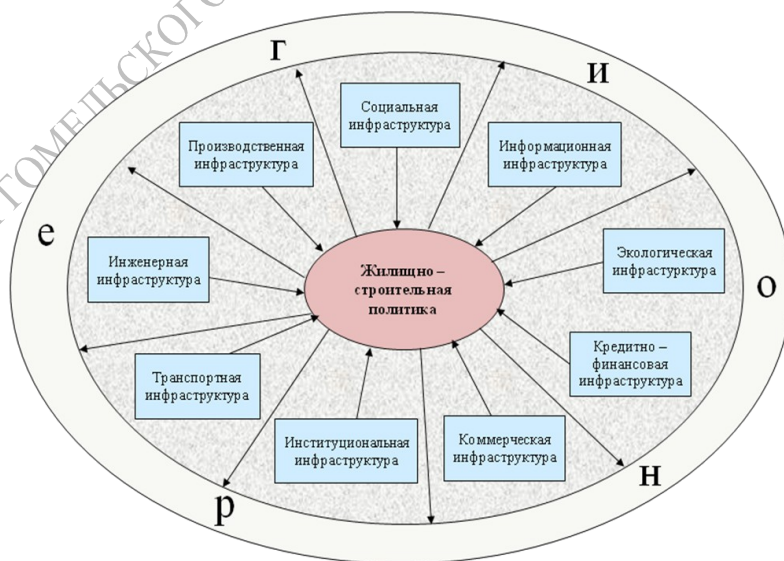 ГОМЕЛЬСКОГО
р
е
г
и
о
н
Социальная
инфраструктура
Производственная
инфраструктура
Информационная
инфраструктура
Инженерная
инфраструктура
Жилищно –
строительная
политика
Экологическая
инфрастурктура
Транспортная
инфраструктура
Кредитно –
финансовая
инфраструктура
Институциональная
инфраструктура
Коммерческая
инфраструктура